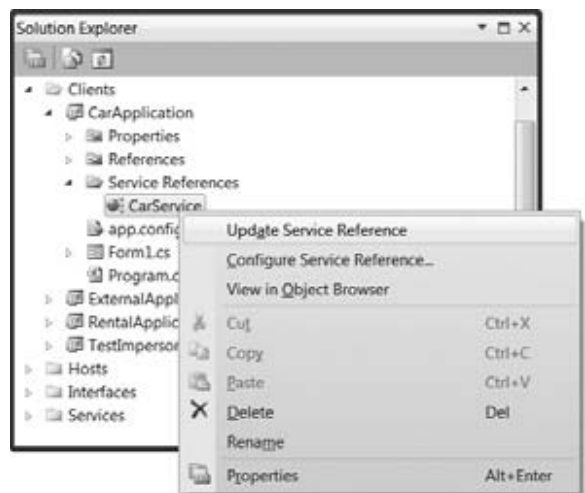 Solution Explorer
Clients
CarApplication
Properties
References
Service References
CarService
app.config
Form1.cs
Program.c
ExternalAppl
RentalApplic
TestImperson
Hosts
Interfaces
Services
Update Service Reference
Configure Service Reference...
View in Object Browser
Cut Ctrl+X
Copy Ctrl+C
Paste Ctrl+V
Delete Del
Rename
Properties Alt+Enter